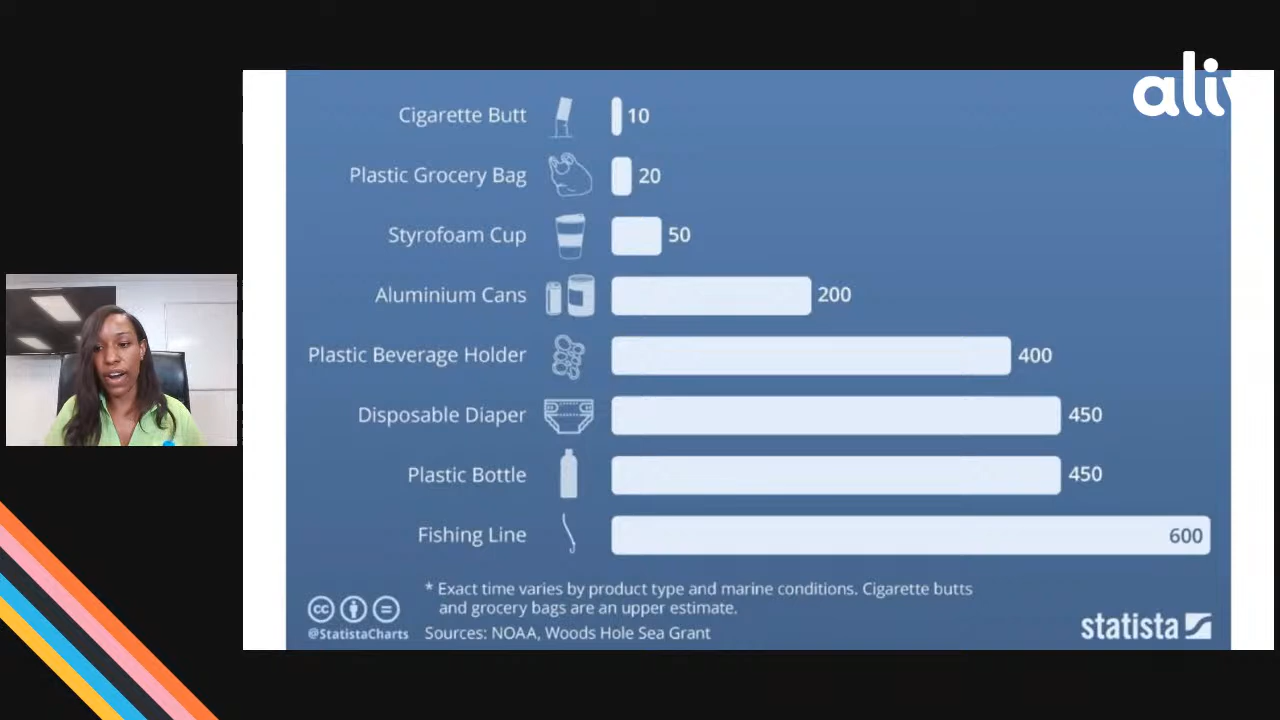 aliv
Cigarette Butt 10
Plastic Grocery Bag 20
Styrofoam Cup 50
Aluminium Cans 200
Plastic Beverage Holder 400
Disposable Diaper 450
Plastic Bottle 450
Fishing Line 600
* Exact time varies by product type and marine conditions. Cigarette butts
and grocery bags are an upper estimate.
@StatistaCharts Sources: NOAA, Woods Hole Sea Grant
statista